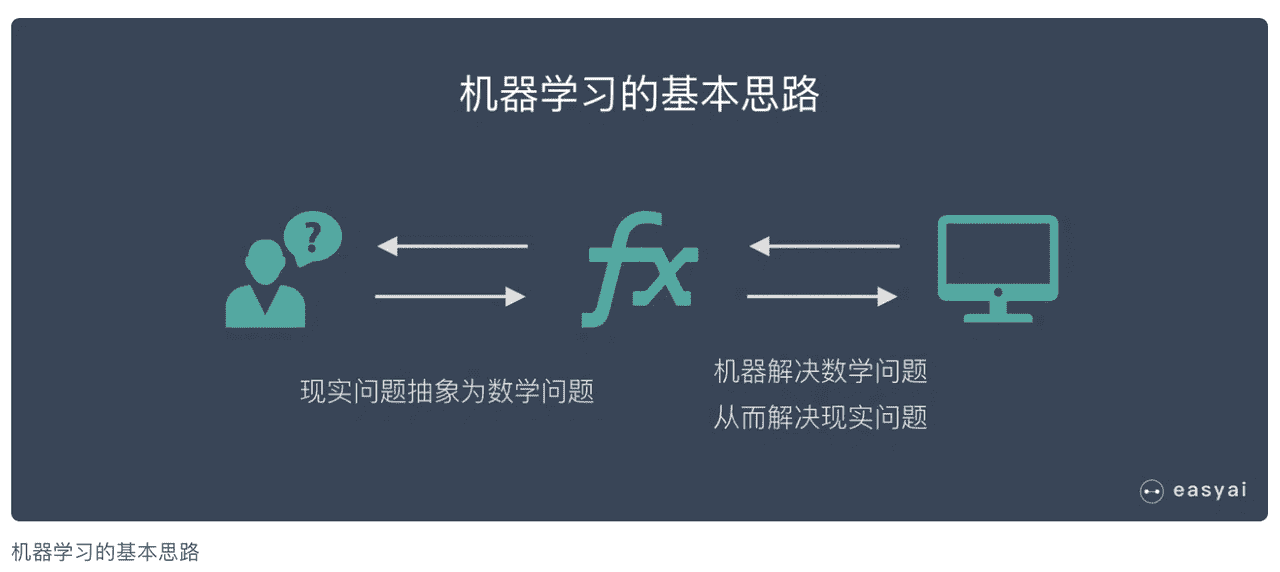 机器学习的基本思路
?
fx
现实问题抽象为数学问题
机器解决数学问题
从而解决现实问题
easyai
机器学习的基本思路